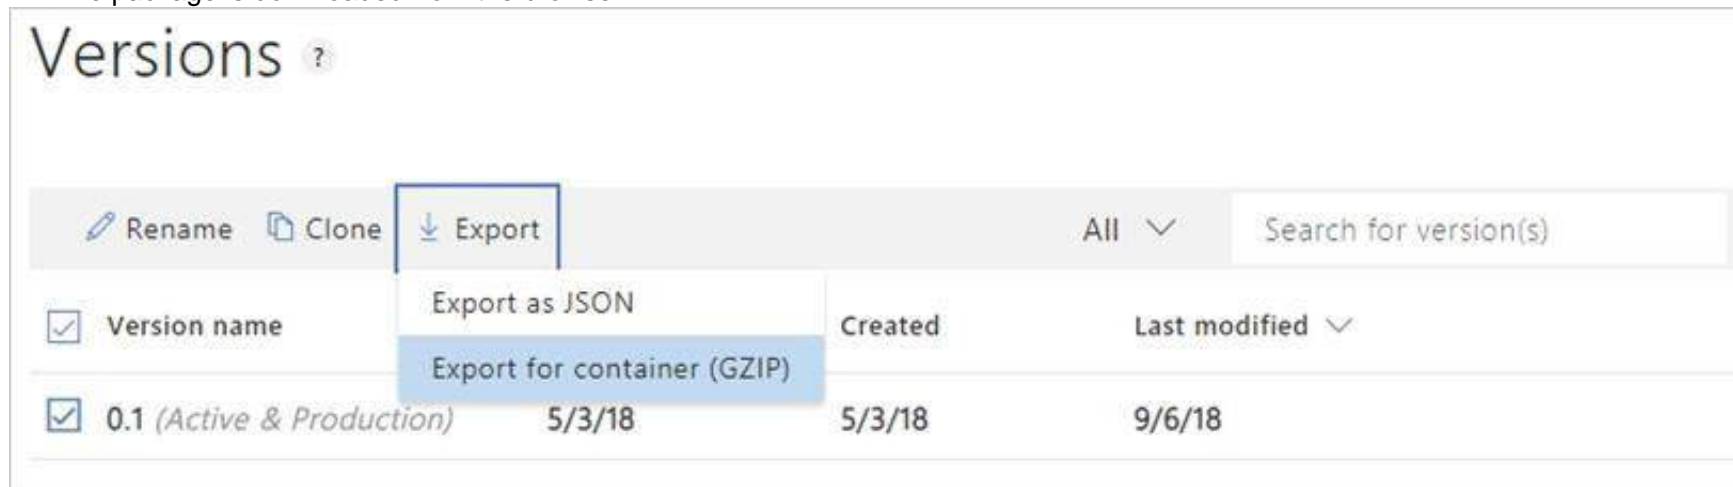 Versions ?
Rename Clone Export All Search for version(s)
Export as JSON
Version name Created Last modified
Export for container (GZIP)
0.1 (Active & Production) 5/3/18 5/3/18 9/6/18